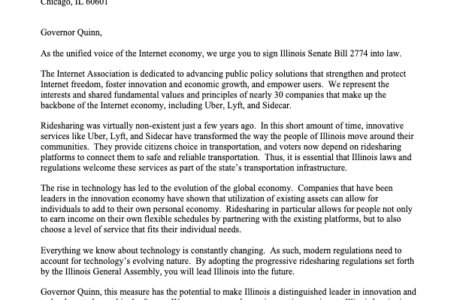 Chicago, IL 60601
Governor Quinn,
As the unified voice of the Internet economy, we urge you to sign Illinois Senate Bill 2774 into law.
The Internet Association is dedicated to advancing public policy solutions that strengthen and protect
Internet freedom, foster innovation and economic growth, and empower users.  We represent the
interests and shared fundamental values and principles of nearly 30 companies that make up the
backbone of the Internet economy, including Uber, Lyft, and Sidecar.
Ridesharing was virtually non-existent just a few years ago.  In this short amount of time, innovative
services like Uber, Lyft, and Sidecar have transformed the way the people of Illinois move around their
communities.  They provide citizens choice in transportation, and voters now depend on ridesharing
platforms to connect them to safe and reliable transportation.  Thus, it is essential that Illinois laws and
regulations welcome these services as part of the state's transportation infrastructure.
The rise in technology has led to the evolution of the global economy.  Companies that have been
leaders in the innovation economy have shown that utilization of existing assets can allow for
individuals to add to their own personal economy.  Ridesharing in particular allows for people not only
to earn income on their own flexible schedules by partnering with the existing platforms, but to also
choose a level of service that fits their individual needs.
Everything we know about technology is constantly changing.  As such, modern regulations need to
account for technology's evolving nature.  By adopting the progressive ridesharing regulations set forth
by the Illinois General Assembly, you will lead Illinois into the future.
Governor Quinn, this measure has the potential to make Illinois a distinguished leader in innovation and